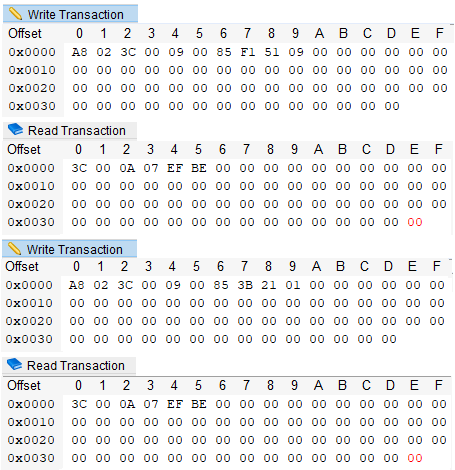 Write Transaction
Offset 0 1 2 3 4 5 6 7 8 9 A B C D E F
0x0000 A8 02 3C 00 09 00 85 F1 51 09 00 00 00 00 00 00
0x0010 00 00 00 00 00 00 00 00 00 00 00 00 00 00 00 00
0x0020 00 00 00 00 00 00 00 00 00 00 00 00 00 00 00 00
0x0030 00 00 00 00 00 00 00 00 00 00 00 00 00 00
Read Transaction
Offset 0 1 2 3 4 5 6 7 8 9 A B C D E F
0x0000 3C 00 0A 07 EF BE 00 00 00 00 00 00 00 00 00 00
0x0010 00 00 00 00 00 00 00 00 00 00 00 00 00 00 00 00
0x0020 00 00 00 00 00 00 00 00 00 00 00 00 00 00 00 00
0x0030 00 00 00 00 00 00 00 00 00 00 00 00 00 00 00
Write Transaction
Offset 0 1 2 3 4 5 6 7 8 9 A B C D E F
0x0000 A8 02 3C 00 09 00 85 3B 21 01 00 00 00 00 00 00
0x0010 00 00 00 00 00 00 00 00 00 00 00 00 00 00 00 00
0x0020 00 00 00 00 00 00 00 00 00 00 00 00 00 00 00 00
0x0030 00 00 00 00 00 00 00 00 00 00 00 00 00 00
Read Transaction
Offset 0 1 2 3 4 5 6 7 8 9 A B C D E F
0x0000 3C 00 0A 07 EF BE 00 00 00 00 00 00 00 00 00 00
0x0010 00 00 00 00 00 00 00 00 00 00 00 00 00 00 00 00
0x0020 00 00 00 00 00 00 00 00 00 00 00 00 00 00 00 00
0x0030 00 00 00 00 00 00 00 00 00 00 00 00 00 00 00